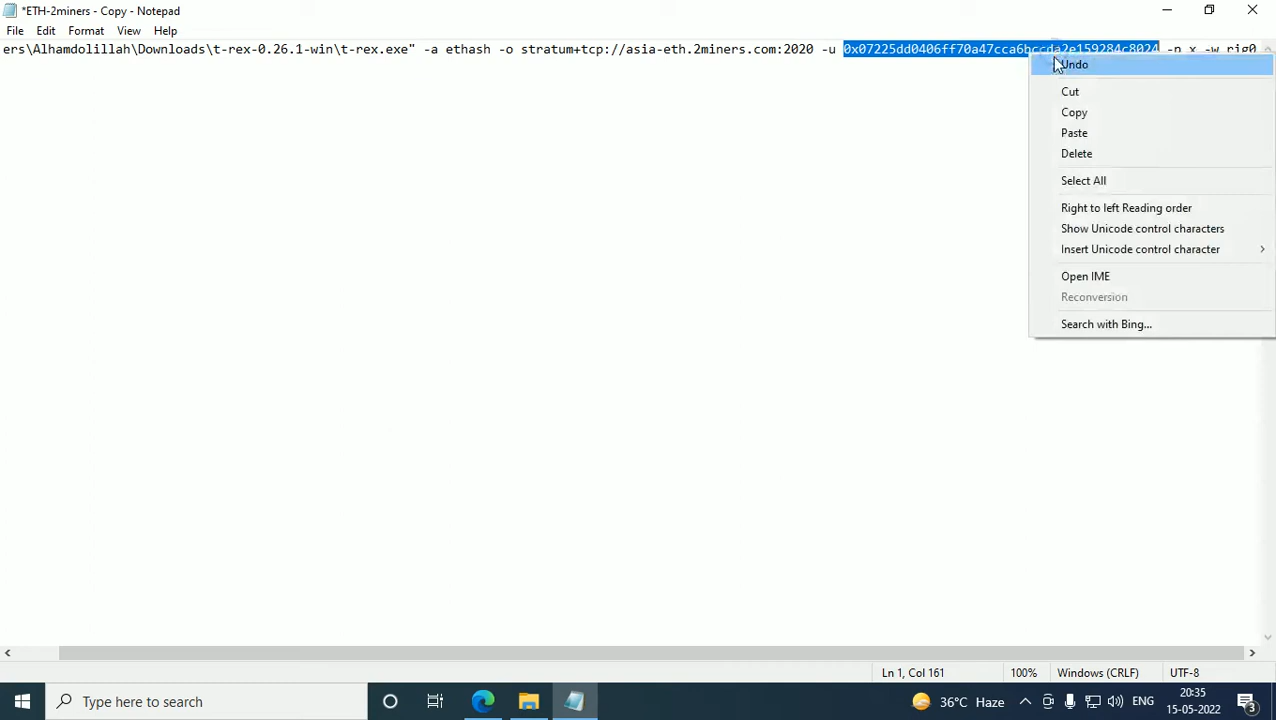 *ETH-2miners - Copy - Notepad
File Edit Format View Help
ers\Alhamdolillah\Downloads\t-rex-0.26.1-win\t-rex.exe" -a ethash -o stratum+tcp://asia-eth.2miners.com:2020 -u 0x07225dd0406ff70a47cca6bccda2e159284c8024 -p x -w rig0
Undo
Cut
Copy
Paste
Delete
Select All
Right to left Reading order
Show Unicode control characters
Insert Unicode control character
Open IME
Reconversion
Search with Bing...
Ln 1, Col 161 100% Windows (CRLF) UTF-8
Type here to search 36°C Haze ENG 20:35
15-05-2022 3